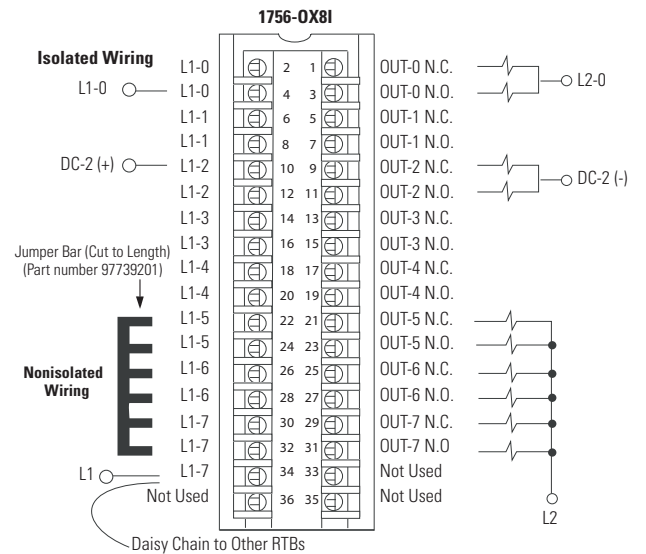 1756-OX8I
Isolated Wiring
L1-0 2 1 OUT-0 N.C.
L1-0 L1-0 4 3 OUT-0 N.O. L2-0
L1-1 6 5 OUT-1 N.C.
L1-1 8 7 OUT-1 N.O.
DC-2 (+) L1-2 10 9 OUT-2 N.C.
DC-2 (-)
L1-2 12 11 OUT-2 N.O.
L1-3 14 13 OUT-3 N.C.
L1-3 16 15 OUT-3 N.O.
Jumper Bar (Cut to Length)
(Part number 97739201)
L1-4 18 17 OUT-4 N.C.
L1-4 20 19 OUT-4 N.O.
L1-5 22 21 OUT-5 N.C.
L1-5 24 23 OUT-5 N.O.
Nonisolated
Wiring
L1-6 26 25 OUT-6 N.C.
L1-6 28 27 OUT-6 N.O.
L1-7 30 29 OUT-7 N.C.
L1-7 32 31 OUT-7 N.O
L1 L1-7 34 33 Not Used
Not Used 36 35 Not Used
L2
Daisy Chain to Other RTBs